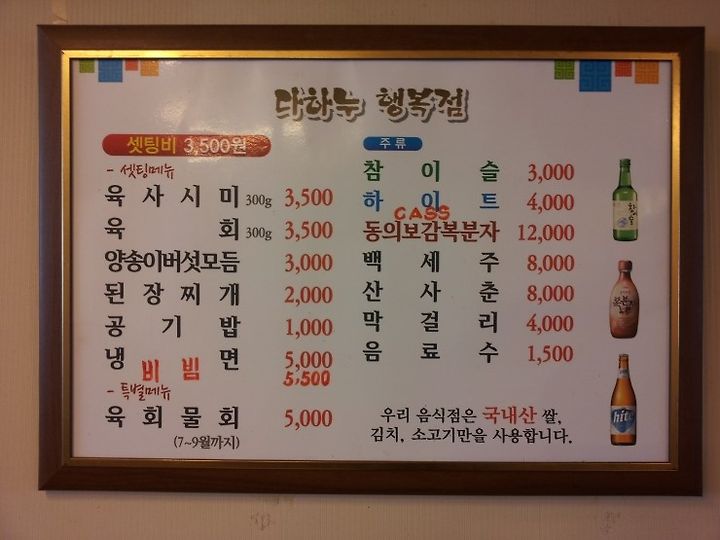 다하누 행복점
셋팅비 3,500원
- 셋팅메뉴
육사시미 300g 3,500
육회 300g 3,500
양송이버섯모듬 3,000
된장찌개 2,000
공기밥 1,000
냉면 5,000
비빔 5,500
- 특별메뉴
육회물회 5,000
(7~9월까지)
주류
참이슬 3,000
하이트 4,000
CASS
동의보감복분자 12,000
백세주 8,000
산사춘 8,000
막걸리 4,000
음료수 1,500
우리 음식점은 국내산 쌀,
김치, 소고기만을 사용합니다.
hite